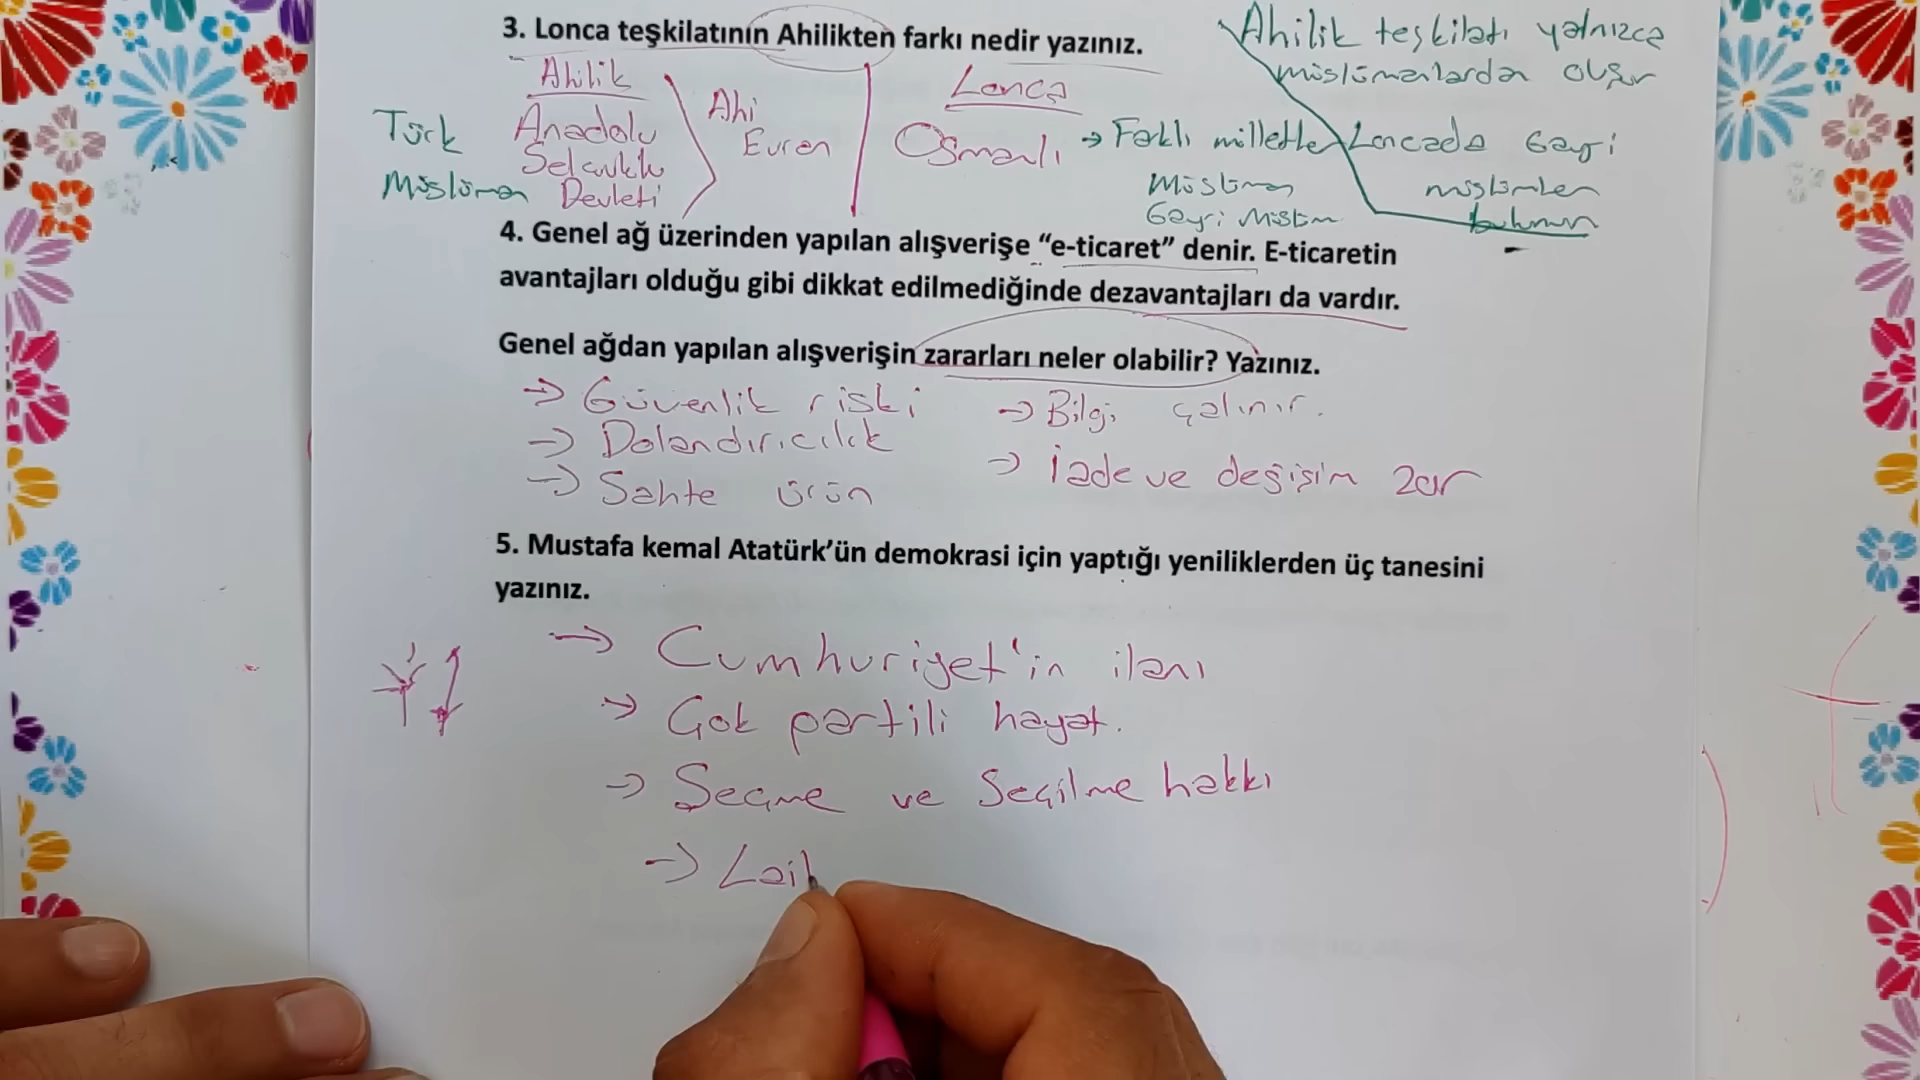 3. Lonca teşkilatının Ahilikten farkı nedir yazınız.
Ahilik
Anadolu
Selçuklu
Devleti
Türk
Müslüman
Ahi
Evran
Lonca
Osmanlı
→ Farklı milletler
Müslüman
Gayri Müslim
Ahilik teşkilatı yalnızca
müslümanlardan oluşur
Loncada Gayri
müslimler
bulunur
4. Genel ağ üzerinden yapılan alışverişe “e-ticaret” denir. E-ticaretin
avantajları olduğu gibi dikkat edilmediğinde dezavantajları da vardır.
Genel ağdan yapılan alışverişin zararları neler olabilir? Yazınız.
→ Güvenlik riski
→ Dolandırıcılık
→ Sahte ürün
→ Bilgi çalınır.
→ İade ve değişim zor
5. Mustafa kemal Atatürk’ün demokrasi için yaptığı yeniliklerden üç tanesini
yazınız.
→ Cumhuriyet'in ilanı
→ Çok partili hayat.
→ Seçme ve Seçilme hakkı
→ Laik